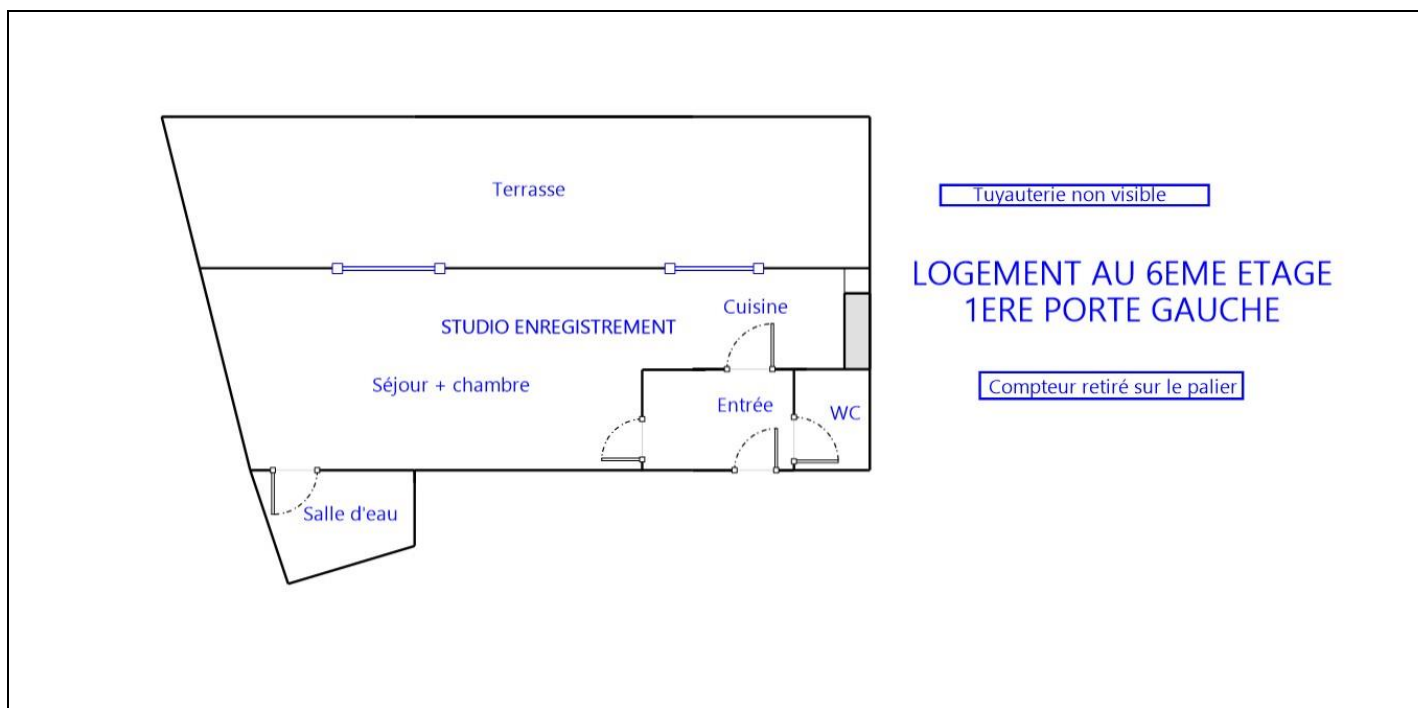 Terrasse
Tuyauterie non visible
LOGEMENT AU 6EME ETAGE
1ERE PORTE GAUCHE
Cuisine
STUDIO ENREGISTREMENT
Séjour + chambre
Compteur retiré sur le palier
Entrée
WC
Salle d'eau